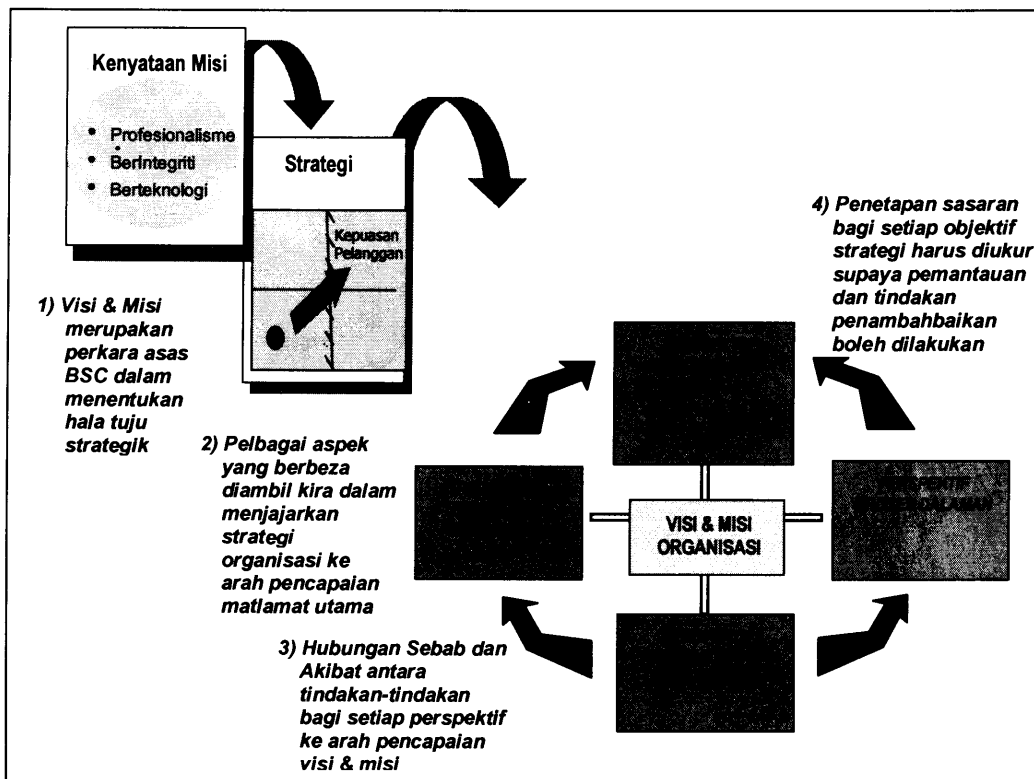 Kenyataan Misi
• Profesionalisme
• Berintegriti
• Berteknologi
Strategi
Kepuasan
Pelanggan
1) Visi & Misi
merupakan
perkara asas
BSC dalam
menentukan
hala tuju
strategik
2) Pelbagai aspek
yang berbeza
diambil kira dalam
menjajarkan
strategi
organisasi ke
arah pencapaian
matlamat utama
3) Hubungan Sebab dan
Akibat antara
tindakan-tindakan
bagi setiap perspektif
ke arah pencapaian
visi & misi
4) Penetapan sasaran
bagi setiap objektif
strategi harus diukur
supaya pemantauan
dan tindakan
penambahbaikan
boleh dilakukan
PERSPEKTIF
VISI & MISI
ORGANISASI